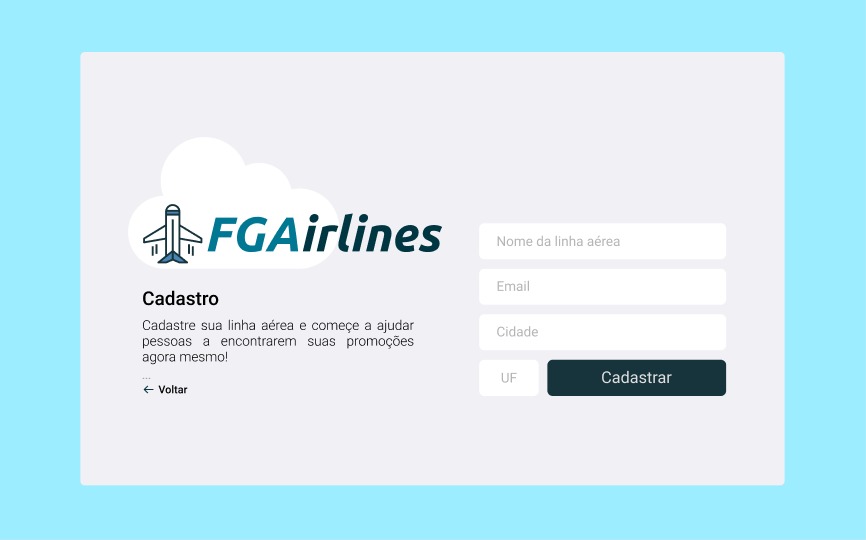 FGAirlines
Cadastro
Cadastre sua linha aérea e começe a ajudar
pessoas a encontrarem suas promoções
agora mesmo!
...
← Voltar
Nome da linha aérea
Email
Cidade
UF
Cadastrar